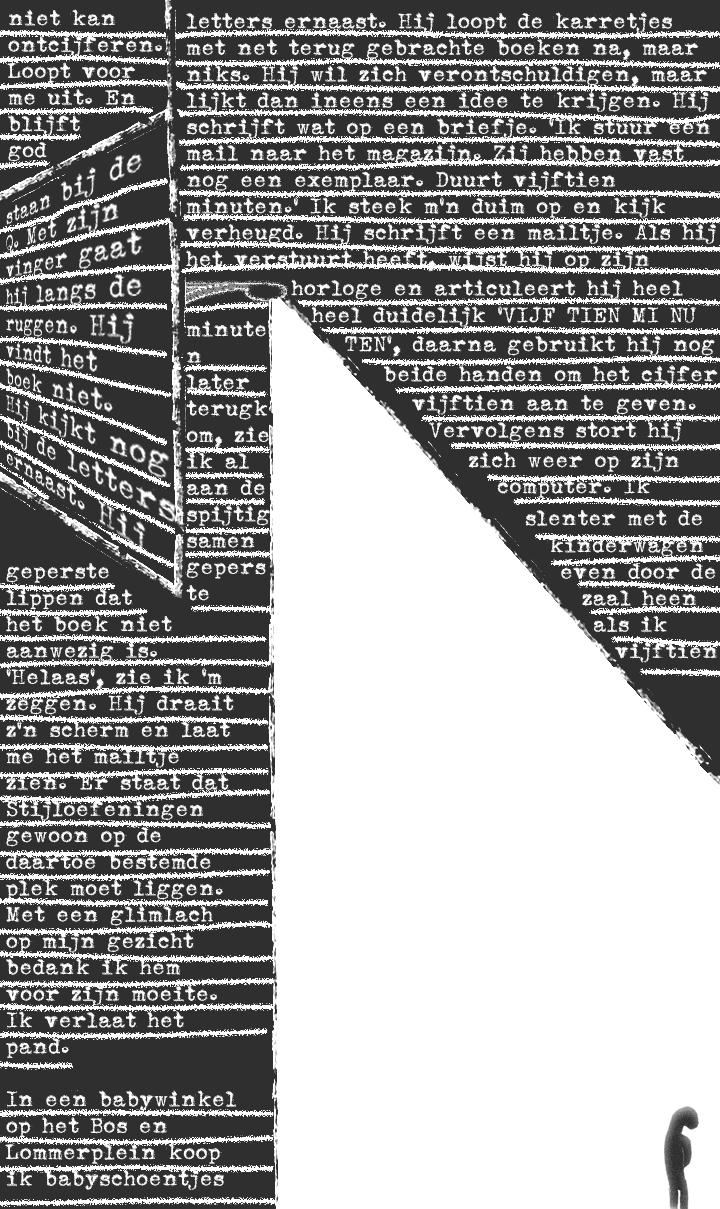 niet kan
ontcijferen.
Loopt voor
me uit. En
blijft
god
staan bij de
Q. Met zijn
vinger gaat
hij langs de
ruggen. Hij
vindt het
boek niet.
Hij kijkt nog
bij de letters
ernaast. Hij
letters ernaast. Hij loopt de karretjes
met net terug gebrachte boeken na, maar
niks. Hij wil zich verontschuldigen, maar
lijkt dan ineens een idee te krijgen. Hij
schrijft wat op een briefje. 'Ik stuur een
mail naar het magazijn. Zij hebben vast
nog een exemplaar. Duurt vijftien
minuten.' Ik steek m'n duim op en kijk
verheugd. Hij schrijft een mailtje. Als hij
het verstuurt heeft, wijst hij op zijn
horloge en articuleert hij heel
heel duidelijk 'VIJF TIEN MI NU
TEN', daarna gebruikt hij nog
beide handen om het cijfer
vijftien aan te geven.
Vervolgens stort hij
zich weer op zijn
computer. Ik
slenter met de
kinderwagen
even door de
zaal heen
als ik
vijftien
minute
n
later
terugk
om, zie
ik al
aan de
spijtig
samen
gepers
te
geperste
lippen dat
het boek niet
aanwezig is.
'Helaas', zie ik 'm
zeggen. Hij draait
z'n scherm en laat
me het mailtje
zien. Er staat dat
Stijloefeningen
gewoon op de
daartoe bestemde
plek moet liggen.
Met een glimlach
op mijn gezicht
bedank ik hem
voor zijn moeite.
Ik verlaat het
pand.
In een babywinkel
op het Bos en
Lommerplein koop
ik babyschoentjes